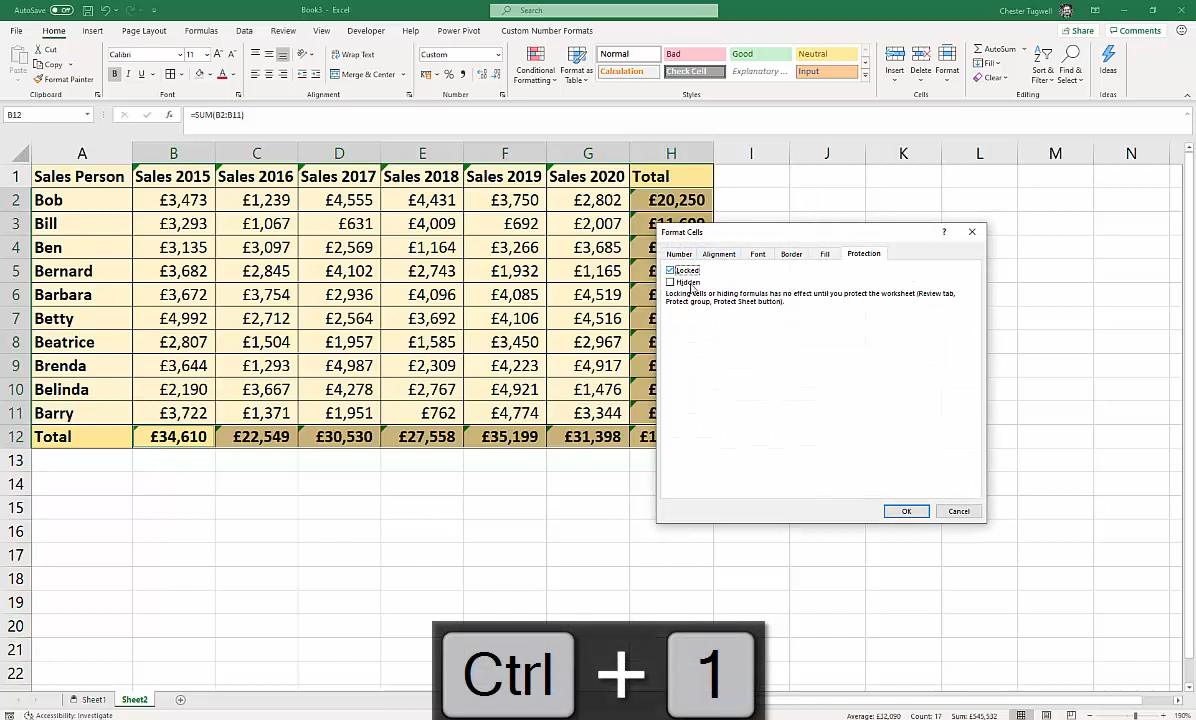 AutoSave Off
Book3 - Excel
Search
Chester Tugwell
File Home Insert Page Layout Formulas Data Review View Developer Help Power Pivot Custom Number Formats
Share Comments
Paste
Cut
Copy
Format Painter
Clipboard
Calibri 11
Font
Wrap Text
Merge & Center
Alignment
Custom
Number
Conditional Formatting
Format as Table
Normal Bad Good Neutral
Calculation Check Cell Explanatory ... Input
Styles
Insert Delete Format
Cells
AutoSum
Fill
Clear
Sort & Filter
Find & Select
Editing
Ideas
Ideas
B12 =SUM(B2:B11)
A B C D E F G H I J K L M N
1 Sales Person Sales 2015 Sales 2016 Sales 2017 Sales 2018 Sales 2019 Sales 2020 Total
2 Bob £3,473 £1,239 £4,555 £4,431 £3,750 £2,802 £20,250
3 Bill £3,293 £1,067 £631 £4,009 £692 £2,007
4 Ben £3,135 £3,097 £2,569 £1,164 £3,266 £3,685
5 Bernard £3,682 £2,845 £4,102 £2,743 £1,932 £1,165
6 Barbara £3,672 £3,754 £2,936 £4,096 £4,085 £4,519
7 Betty £4,992 £2,712 £2,564 £3,692 £4,106 £4,516
8 Beatrice £2,807 £1,504 £1,957 £1,585 £3,450 £2,967
9 Brenda £3,644 £1,293 £4,987 £2,309 £4,223 £4,917
10 Belinda £2,190 £3,667 £4,278 £2,767 £4,921 £1,476
11 Barry £3,722 £1,371 £1,951 £762 £4,774 £3,344
12 Total £34,610 £22,549 £30,530 £27,558 £35,199 £31,398
13
14
15
16
17
18
19
20
21
22
Format Cells
Number Alignment Font Border Fill Protection
Locked
Hidden
Locking cells or hiding formulas has no effect until you protect the worksheet (Review tab,
Protect group, Protect Sheet button).
OK Cancel
Ctrl + 1
Sheet1 Sheet2
Accessibility: Investigate
Average: £32,090 Count: 17 Sum: £545,532
190%